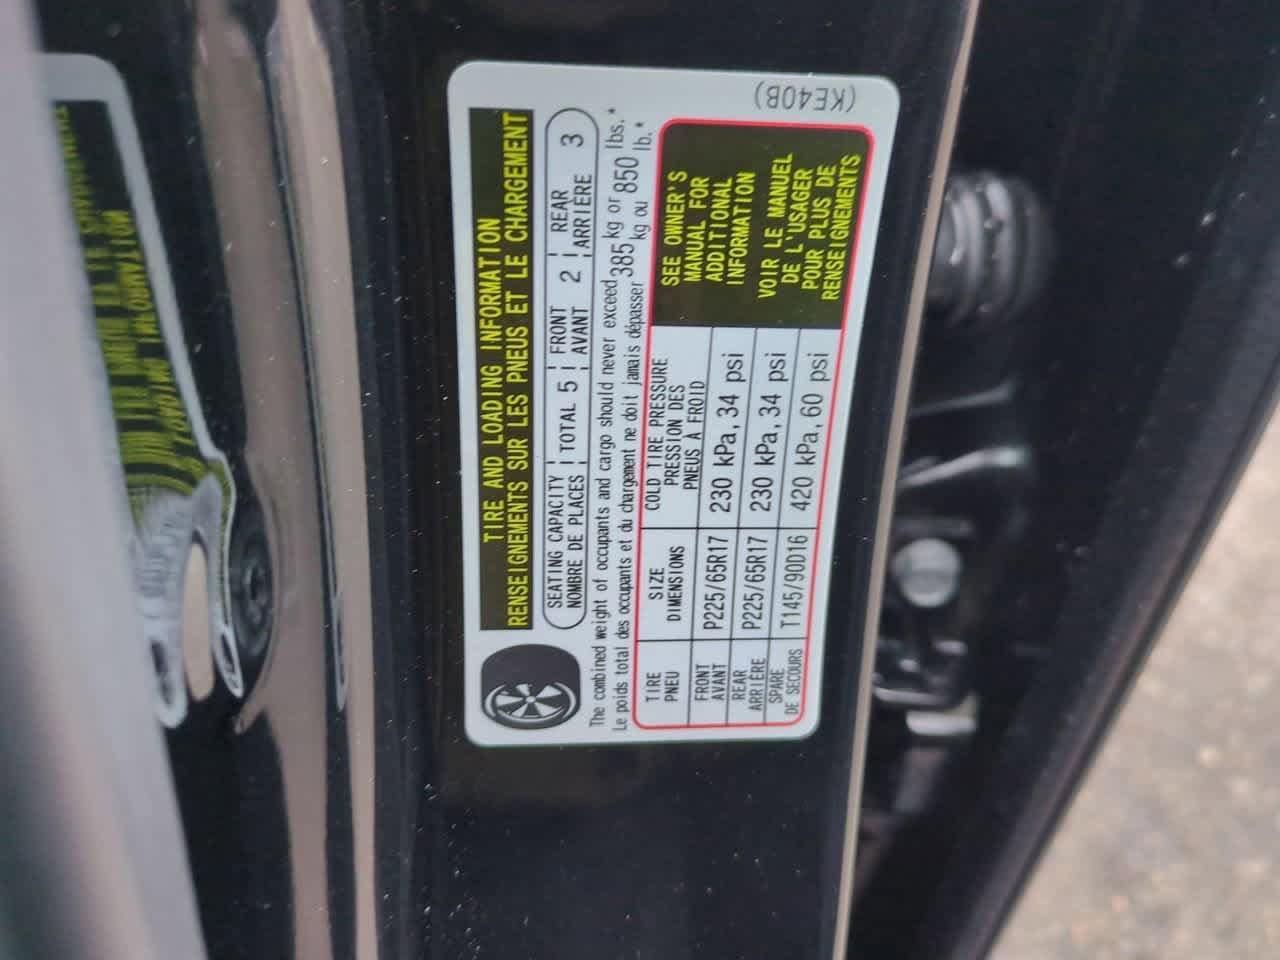 TIRE AND LOADING INFORMATION
RENSEIGNEMENTS SUR LES PNEUS ET LE CHARGEMENT
SEATING CAPACITY
NOMBRE DE PLACES
TOTAL 5
FRONT
AVANT
2
REAR
ARRIÈRE
3
The combined weight of occupants and cargo should never exceed 385 kg or 850 lbs.*
Le poids total des occupants et du chargement ne doit jamais dépasser 385 kg ou 850 lb.*
TIRE
PNEU
SIZE
DIMENSIONS
COLD TIRE PRESSURE
PRESSION DES
PNEUS À FROID
FRONT
AVANT
P225/65R17
230 kPa, 34 psi
REAR
ARRIÈRE
P225/65R17
230 kPa, 34 psi
SPARE
DE SECOURS
T145/90D16
420 kPa, 60 psi
SEE OWNER'S
MANUAL FOR
ADDITIONAL
INFORMATION
VOIR LE MANUEL
DE L'USAGER
POUR PLUS DE
RENSEIGNEMENTS
(KE40B)